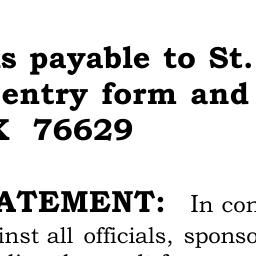 s payable to St.
entry form and
X 76629
ATEMENT: In con
inst all officials, sponso